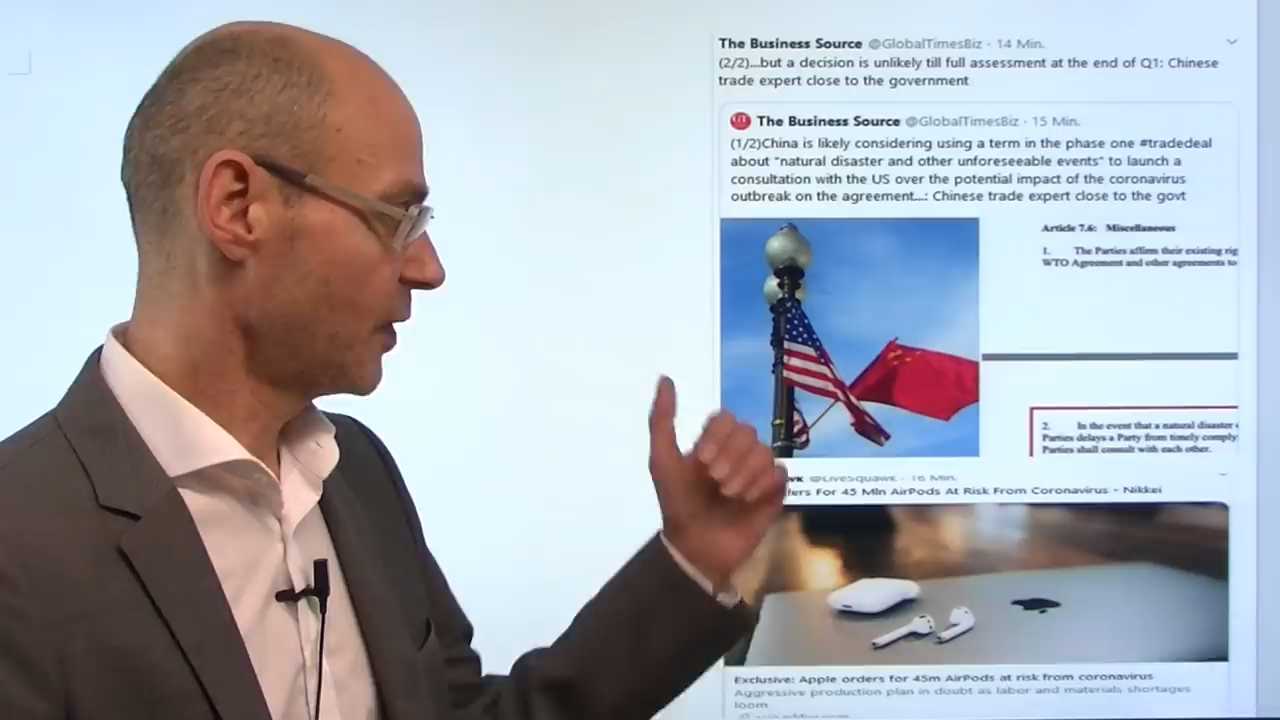 The Business Source @GlobalTimesBiz · 14 Min.
(2/2)...but a decision is unlikely till full assessment at the end of Q1: Chinese
trade expert close to the government
The Business Source @GlobalTimesBiz · 15 Min.
(1/2)China is likely considering using a term in the phase one #tradedeal
about "natural disaster and other unforeseeable events" to launch a
consultation with the US over the potential impact of the coronavirus
outbreak on the agreement...: Chinese trade expert close to the govt
Article 7.6: Miscellaneous
1. The Parties affirm their existing rig
WTO Agreement and other agreements to
2. In the event that a natural disaster
Parties delays a Party from timely comply
Parties shall consult with each other.
@LiveSquawk · 16 Min.
ers For 45 Mln AirPods At Risk From Coronavirus - Nikkei
Exclusive: Apple orders for 45m AirPods at risk from coronavirus
Aggressive production plan in doubt as labor and materials shortages
loom